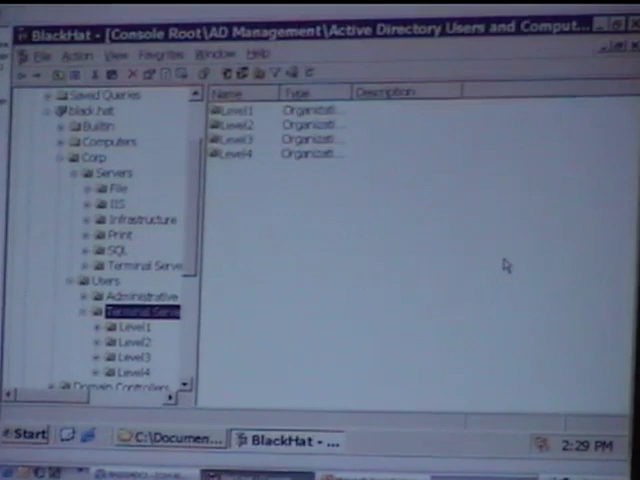 BlackHat - [Console Root\AD Management\Active Directory Users and Comput...
File Action View Favorites Window Help
Name Type Description
Saved Queries
black.hat
Builtin
Computers
Corp
Servers
File
IIS
Infrastructure
Print
SQL
Terminal Serve
Users
Administrative
Terminal Serve
Level1
Level2
Level3
Level4
Domain Controllers
Level1 Organizati...
Level2 Organizati...
Level3 Organizati...
Level4 Organizati...
Start C:\Documen... BlackHat - ... 2:29 PM